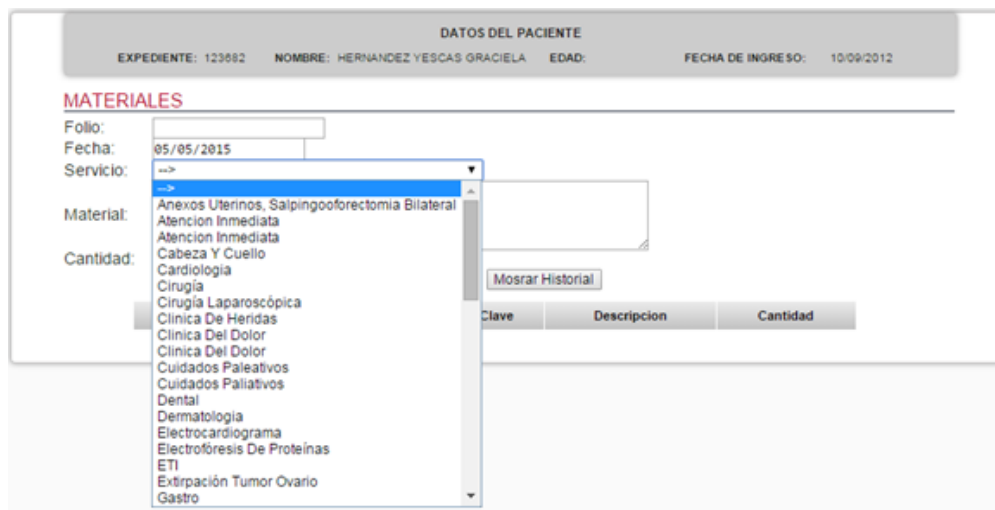 DATOS DEL PACIENTE
EXPEDIENTE: 123682 NOMBRE: HERNANDEZ YESCAS GRACIELA EDAD: FECHA DE INGRESO: 10/09/2012
MATERIALES
Folio:
Fecha: 05/05/2015
Servicio: -->
-->
Anexos Uterinos, Salpingooforectomia Bilateral
Material:
Atencion Inmediata
Atencion Inmediata
Cabeza Y Cuello
Cantidad:
Cardiologia
Mosrar Historial
Cirugía
Cirugía Laparoscópica
Clave Descripcion Cantidad
Clinica De Heridas
Clinica Del Dolor
Clinica Del Dolor
Cuidados Paleativos
Cuidados Paliativos
Dental
Dermatologia
Electrocardiograma
Electrofóresis De Proteínas
ETI
Extirpación Tumor Ovario
Gastro